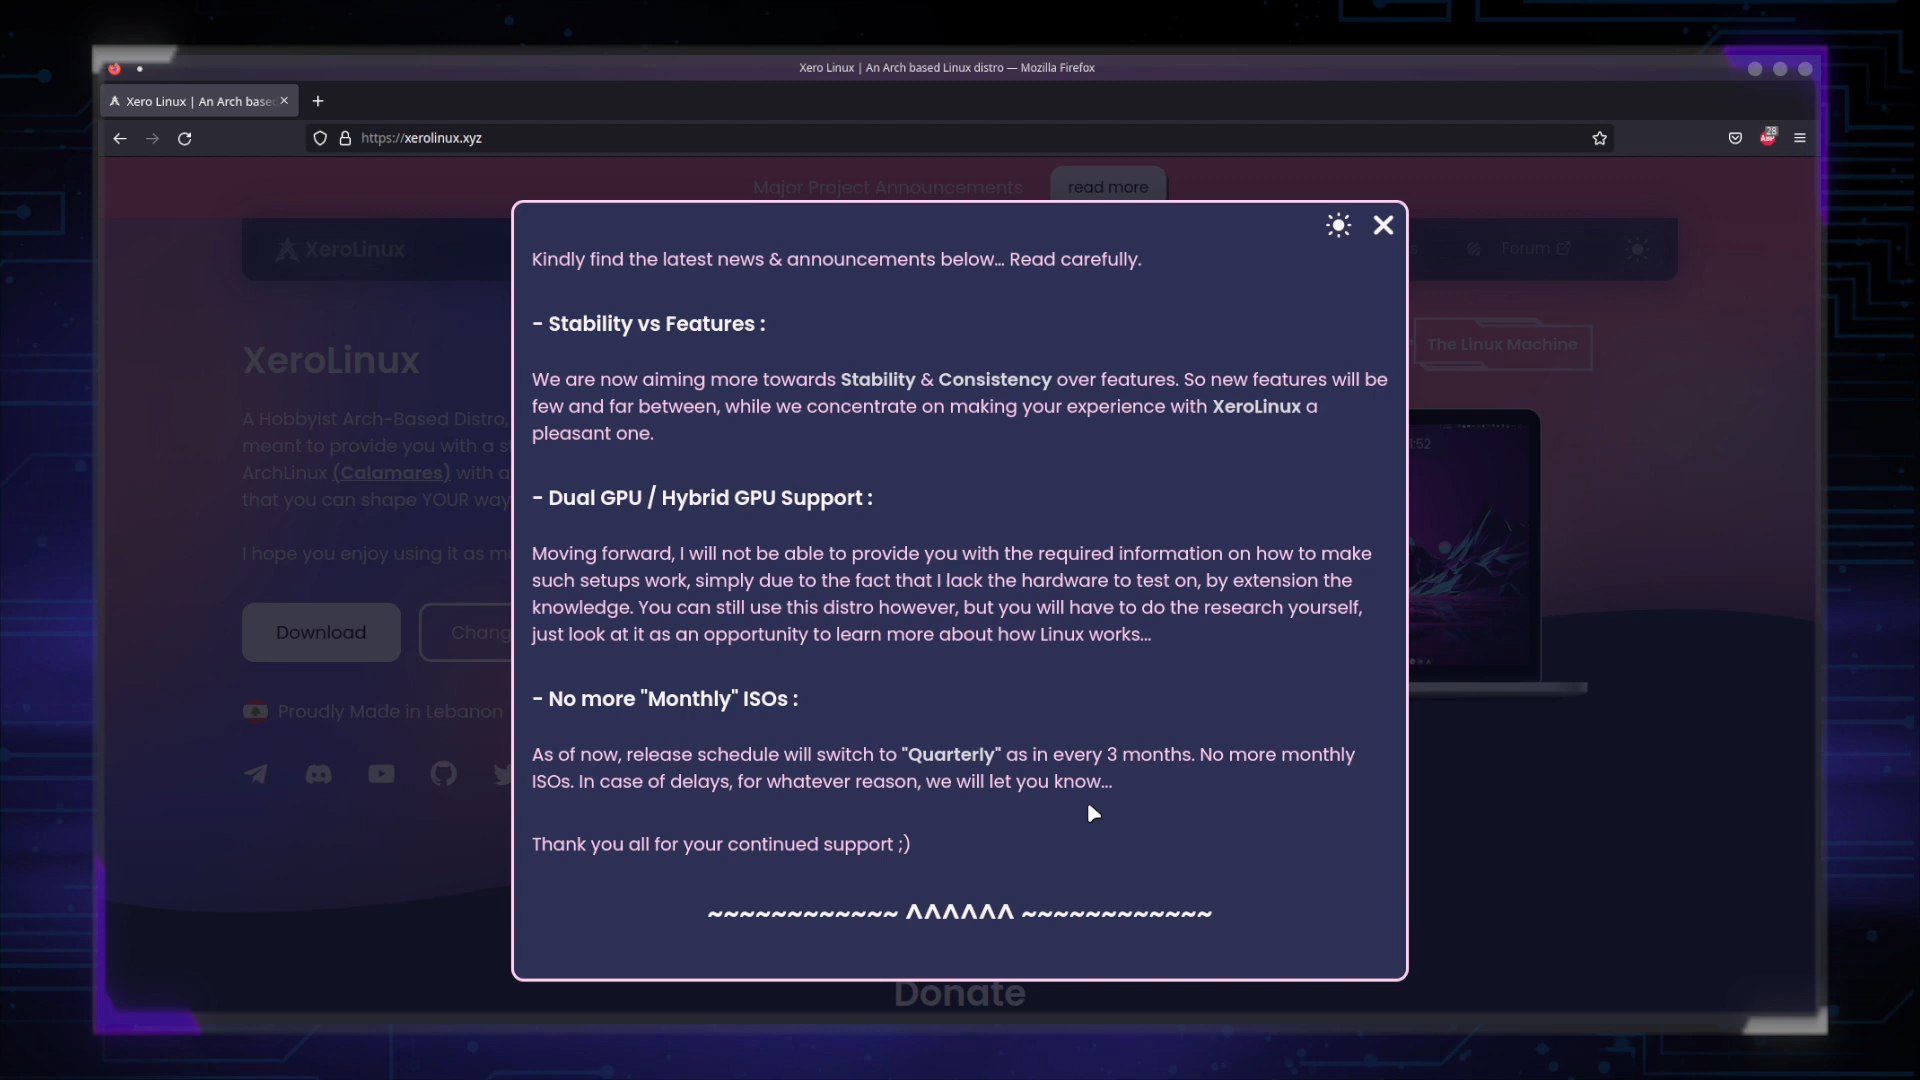 Xero Linux | An Arch based Linux distro — Mozilla Firefox
Xero Linux | An Arch base
https://xerolinux.xyz
28
ABP
Major Project Announcements
read more
XeroLinux
Forum
Kindly find the latest news & announcements below... Read carefully.
- Stability vs Features :
We are now aiming more towards Stability & Consistency over features. So new features will be
few and far between, while we concentrate on making your experience with XeroLinux a
pleasant one.
- Dual GPU / Hybrid GPU Support :
Moving forward, I will not be able to provide you with the required information on how to make
such setups work, simply due to the fact that I lack the hardware to test on, by extension the
knowledge. You can still use this distro however, but you will have to do the research yourself,
just look at it as an opportunity to learn more about how Linux works...
- No more "Monthly" ISOs :
As of now, release schedule will switch to "Quarterly" as in every 3 months. No more monthly
ISOs. In case of delays, for whatever reason, we will let you know...
Thank you all for your continued support ;)
~~~~~~~~~~~~ ^^^^^^ ~~~~~~~~~~~~
XeroLinux
A Hobbyist Arch-Based Distro,
meant to provide you with a s
ArchLinux (Calamares) with a
that you can shape YOUR way
I hope you enjoy using it as m
Download
Chang
Proudly Made in Lebanon
The Linux Machine
:52
Donate